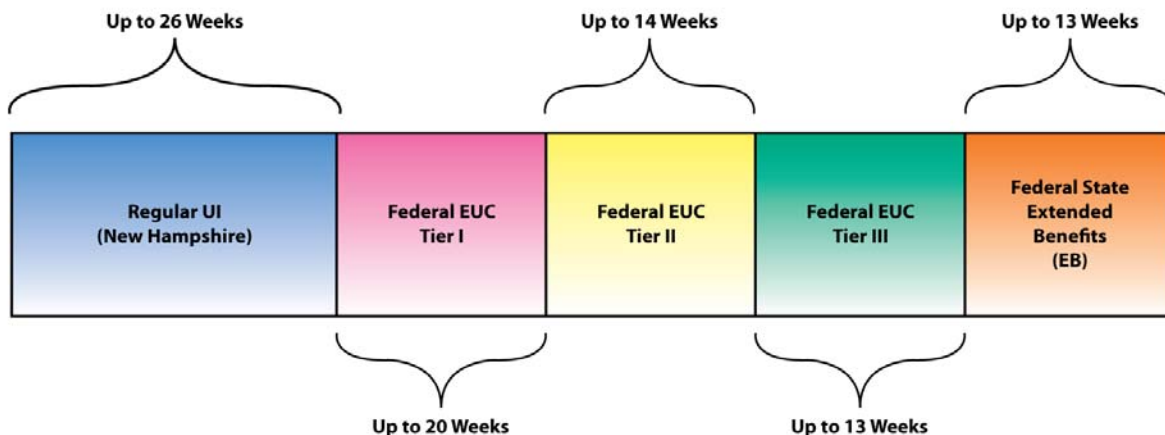 Up to 26 Weeks
Up to 14 Weeks
Up to 13 Weeks
Regular UI
(New Hampshire)
Federal EUC
Tier I
Federal EUC
Tier II
Federal EUC
Tier III
Federal State
Extended
Benefits
(EB)
Up to 20 Weeks
Up to 13 Weeks